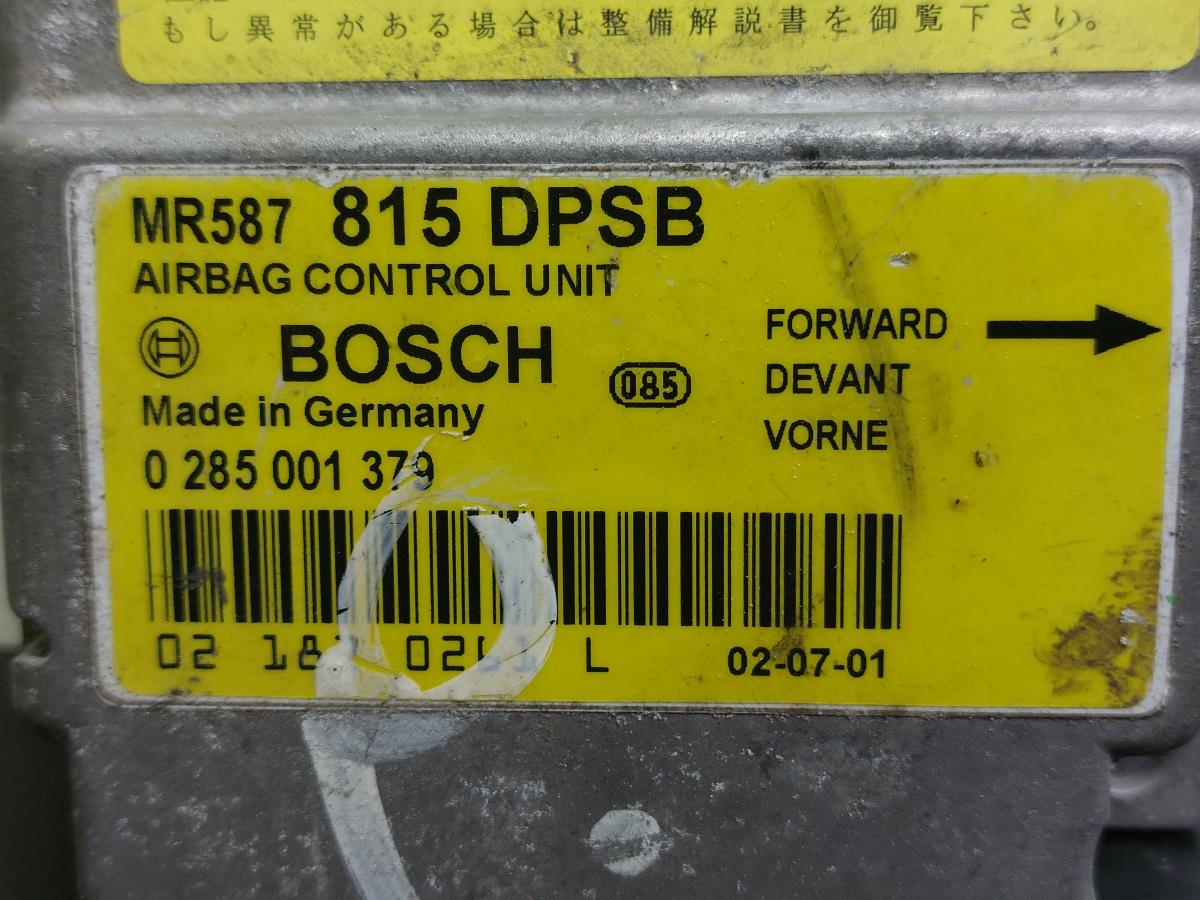 もし異常がある場合は整備解説書を御覧下さい。
MR587 815 DPSB
AIRBAG CONTROL UNIT
BOSCH
085
Made in Germany
0 285 001 379
FORWARD
DEVANT
VORNE
02 L 02-07-01